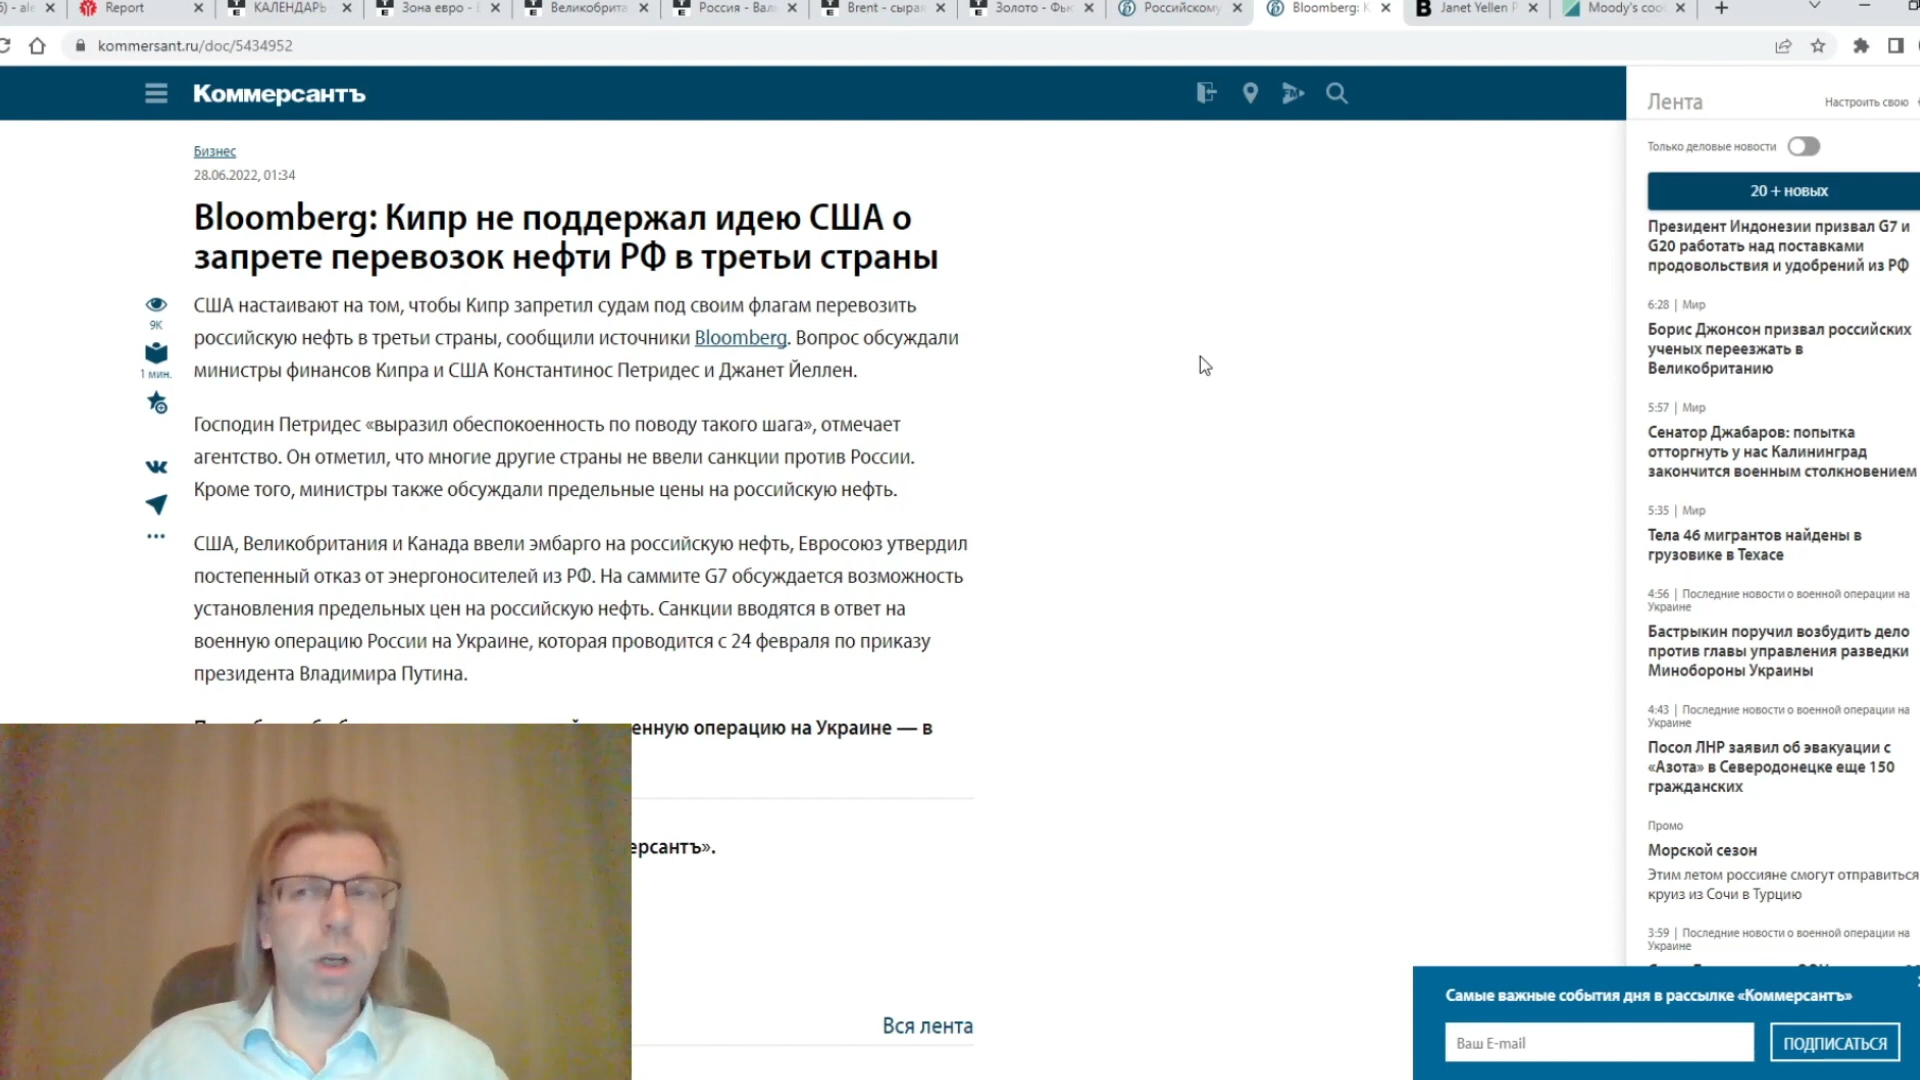 Report
КАЛЕНДАРЬ
Зона евро -
Великобрита
Россия - Вал
Brent - сырая
Золото - Фью
Российскому
Bloomberg: К
Janet Yellen P
Moody's coo
kommersant.ru/doc/5434952
Коммерсантъ
Бизнес
28.06.2022, 01:34
Bloomberg: Кипр не поддержал идею США о
запрете перевозок нефти РФ в третьи страны
9K
1 мин.
США настаивают на том, чтобы Кипр запретил судам под своим флагам перевозить
российскую нефть в третьи страны, сообщили источники Bloomberg. Вопрос обсуждали
министры финансов Кипра и США Константинос Петридес и Джанет Йеллен.
Господин Петридес «выразил обеспокоенность по поводу такого шага», отмечает
агентство. Он отметил, что многие другие страны не ввели санкции против России.
Кроме того, министры также обсуждали предельные цены на российскую нефть.
США, Великобритания и Канада ввели эмбарго на российскую нефть, Евросоюз утвердил
постепенный отказ от энергоносителей из РФ. На саммите G7 обсуждается возможность
установления предельных цен на российскую нефть. Санкции вводятся в ответ на
военную операцию России на Украине, которая проводится с 24 февраля по приказу
президента Владимира Путина.
енную операцию на Украине — в
ерсантъ».
Вся лента
Лента
Настроить свою
Только деловые новости
20 + новых
Президент Индонезии призвал G7 и
G20 работать над поставками
продовольствия и удобрений из РФ
6:28 | Мир
Борис Джонсон призвал российских
ученых переезжать в
Великобританию
5:57 | Мир
Сенатор Джабаров: попытка
отторгнуть у нас Калининград
закончится военным столкновением
5:35 | Мир
Тела 46 мигрантов найдены в
грузовике в Техасе
4:56 | Последние новости о военной операции на
Украине
Бастрыкин поручил возбудить дело
против главы управления разведки
Минобороны Украины
4:43 | Последние новости о военной операции на
Украине
Посол ЛНР заявил об эвакуации с
«Азота» в Северодонецке еще 150
гражданских
Промо
Морской сезон
Этим летом россияне смогут отправиться
круиз из Сочи в Турцию
3:59 | Последние новости о военной операции на
Украине
Самые важные события дня в рассылке «Коммерсантъ»
Ваш E-mail
ПОДПИСАТЬСЯ